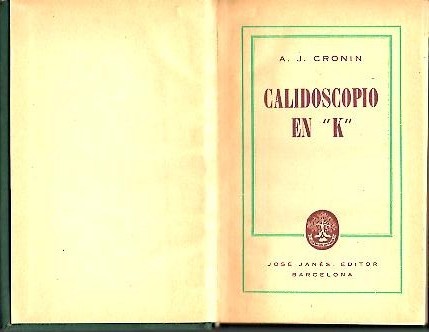 A. J. CRONIN
CALIDOSCOPIO
EN "K"
JOSÉ JANÉS, EDITOR
BARCELONA